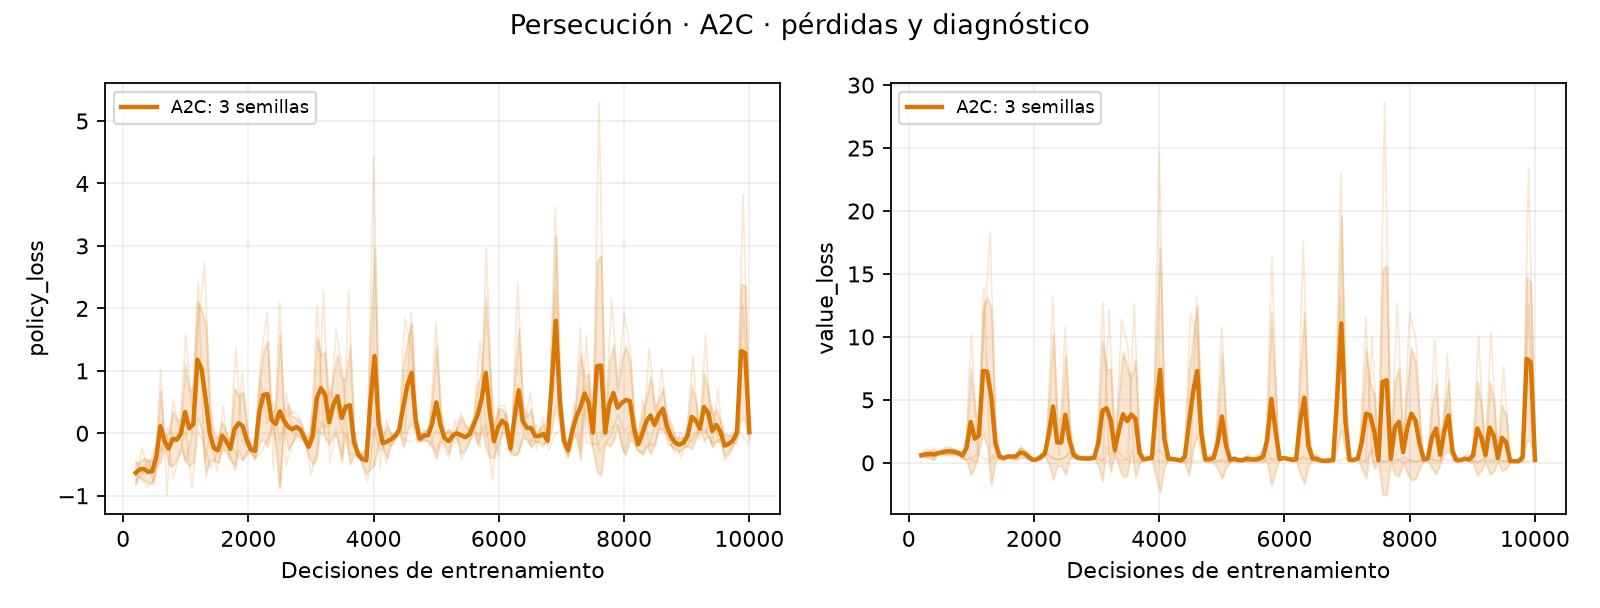 Persecución · A2C · pérdidas y diagnóstico
A2C: 3 semillas
policy_loss
5
4
3
2
1
0
−1
0 2000 4000 6000 8000 10000
Decisiones de entrenamiento
A2C: 3 semillas
value_loss
30
25
20
15
10
5
0
0 2000 4000 6000 8000 10000
Decisiones de entrenamiento